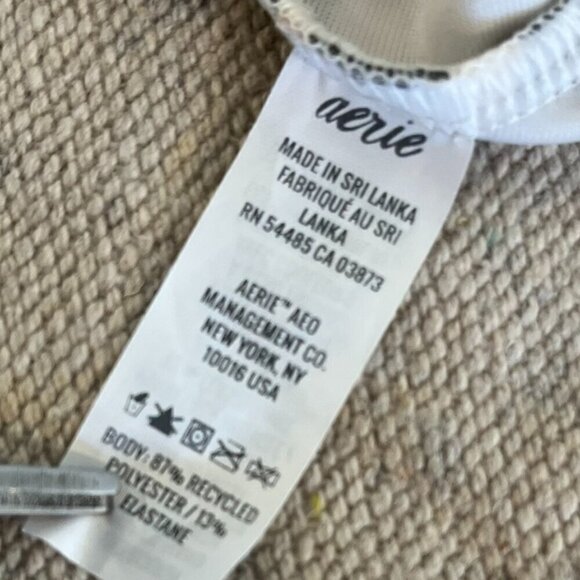 aerie
MADE IN SRI LANKA
FABRIQUÉ AU SRI
LANKA
RN 54485 CA 03873
AERIE™ AEO
MANAGEMENT CO.
NEW YORK, NY
10016 USA
BODY: 87% RECYCLED
POLYESTER / 13%
ELASTANE